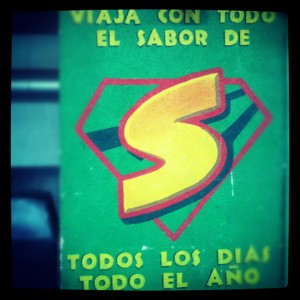 VIAJA CON TODO
EL SABOR DE
S
TODOS LOS DIAS
TODO EL AÑO